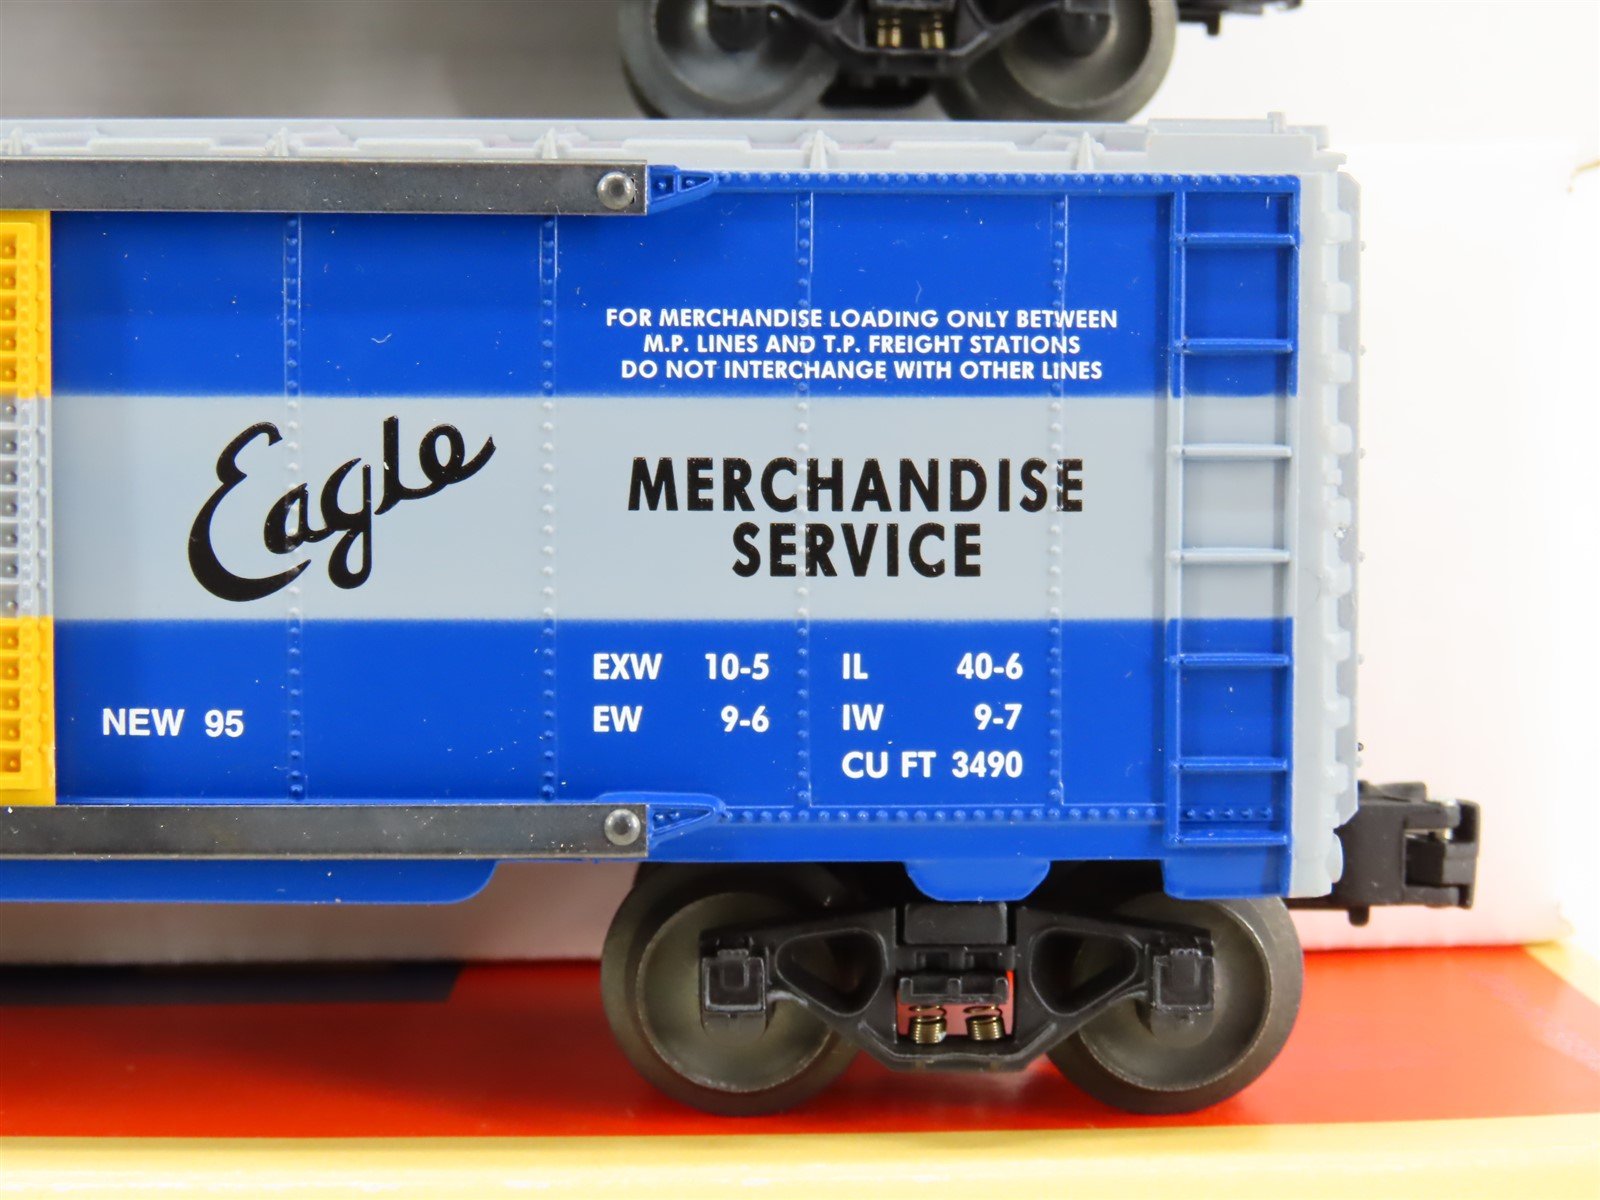 FOR MERCHANDISE LOADING ONLY BETWEEN
M.P. LINES AND T.P. FREIGHT STATIONS
DO NOT INTERCHANGE WITH OTHER LINES
Eagle
MERCHANDISE
SERVICE
EXW 10-5 IL 40-6
EW 9-6 IW 9-7
CU FT 3490
NEW 95